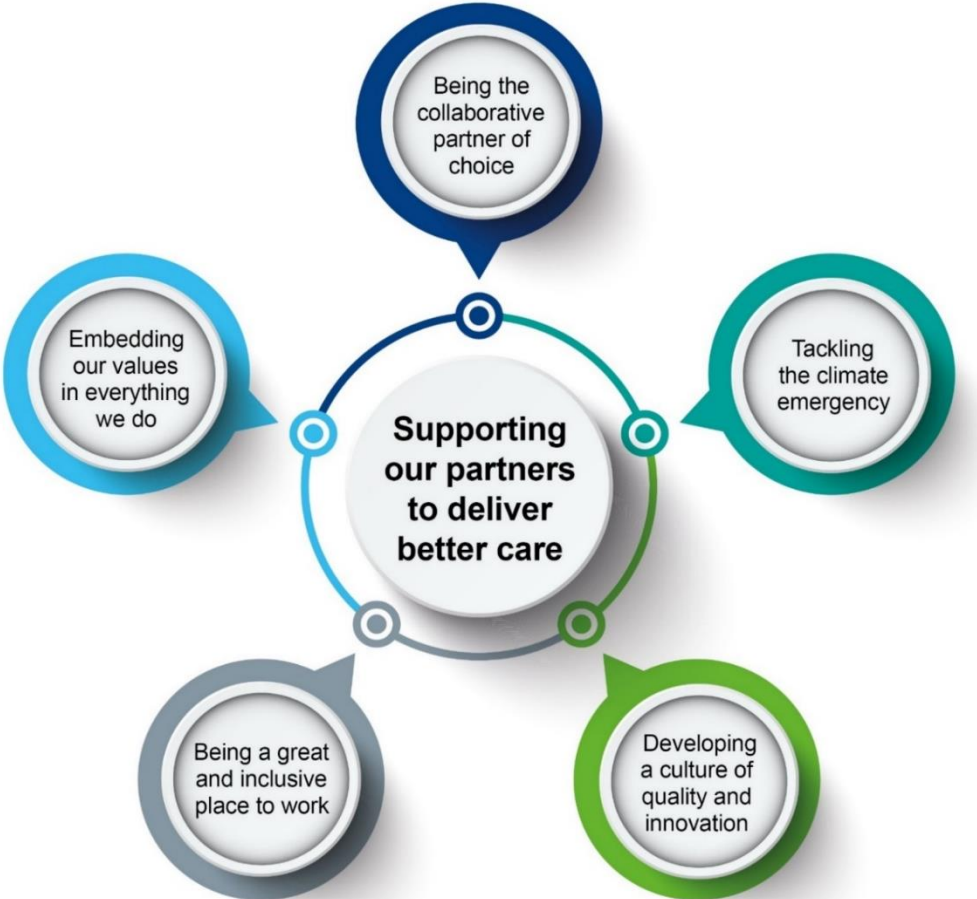 Being the
collaborative
partner of
choice
Embedding
our values
in everything
we do
Tackling
the climate
emergency
Supporting
our partners
to deliver
better care
Being a great
and inclusive
place to work
Developing
a culture of
quality and
innovation